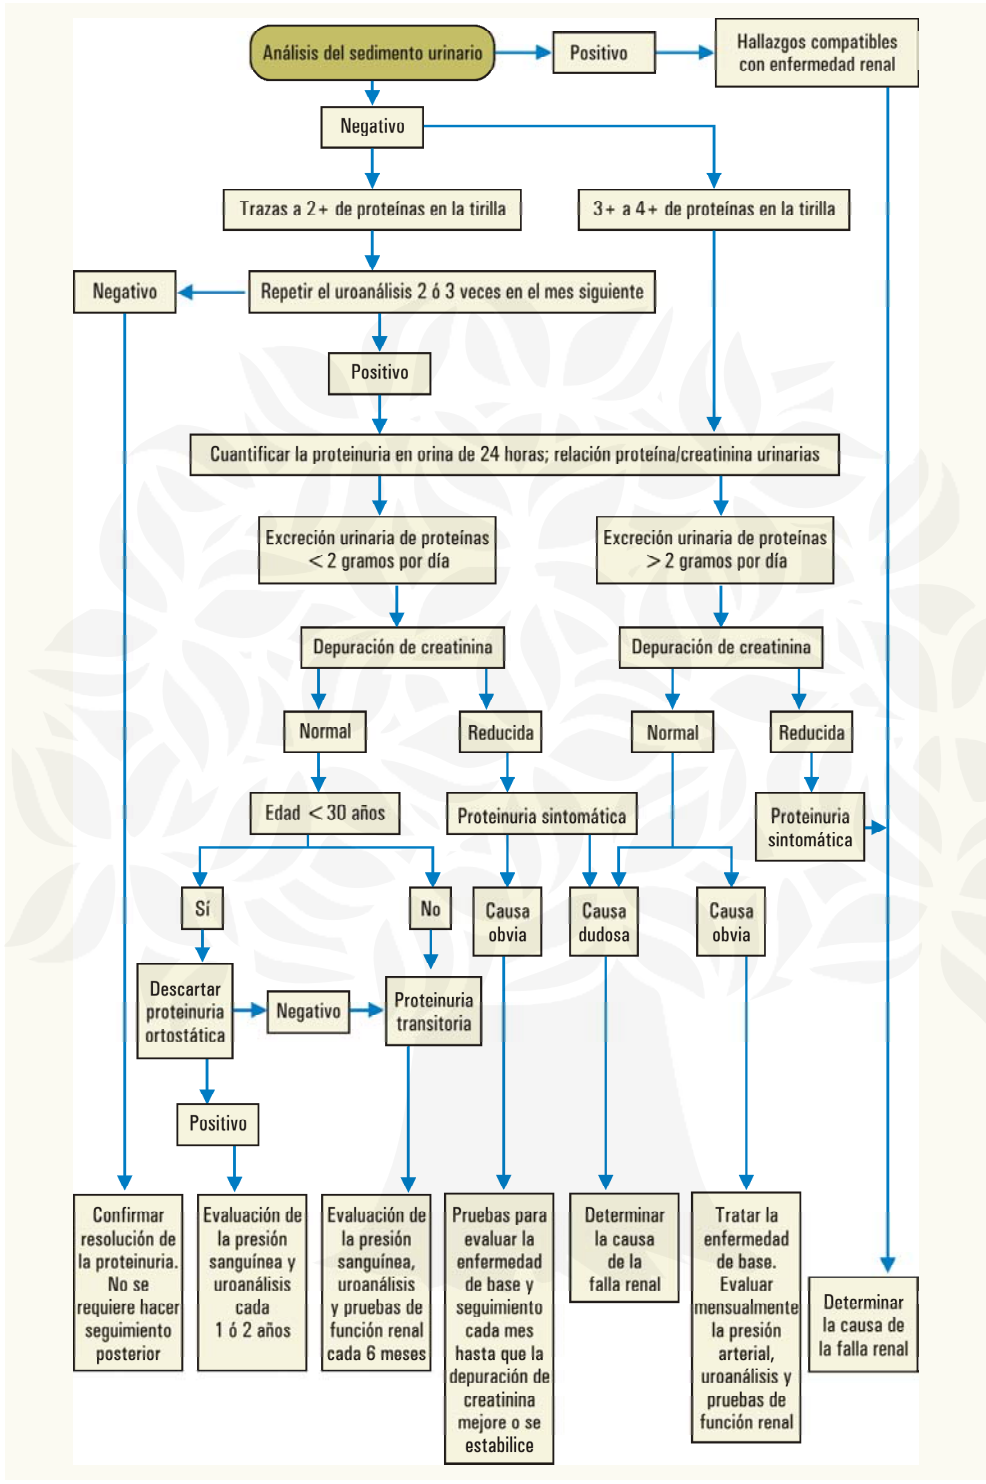 Análisis del sedimento urinario
Positivo
Hallazgos compatibles
con enfermedad renal
Negativo
Trazas a 2+ de proteínas en la tirilla
3+ a 4+ de proteínas en la tirilla
Negativo
Repetir el uroanálisis 2 ó 3 veces en el mes siguiente
Positivo
Cuantificar la proteinuria en orina de 24 horas; relación proteína/creatinina urinarias
Excreción urinaria de proteínas
< 2 gramos por día
Excreción urinaria de proteínas
> 2 gramos por día
Depuración de creatinina
Depuración de creatinina
Normal
Reducida
Normal
Reducida
Edad < 30 años
Proteinuria sintomática
Proteinuria
sintomática
Sí
No
Causa
obvia
Causa
dudosa
Causa
obvia
Descartar
proteinuria
ortostática
Negativo
Proteinuria
transitoria
Positivo
Confirmar
resolución de
la proteinuria.
No se
requiere hacer
seguimiento
posterior
Evaluación de
la presión
sanguínea y
uroanálisis
cada
1 ó 2 años
Evaluación de
la presión
sanguínea,
uroanálisis
y pruebas de
función renal
cada 6 meses
Pruebas para
evaluar la
enfermedad
de base y
seguimiento
cada mes
hasta que la
depuración de
creatinina
mejore o se
estabilice
Determinar
la causa
de la
falla renal
Tratar la
enfermedad
de base.
Evaluar
mensualmente
la presión
arterial,
uroanálisis y
pruebas de
función renal
Determinar
la causa de
la falla renal